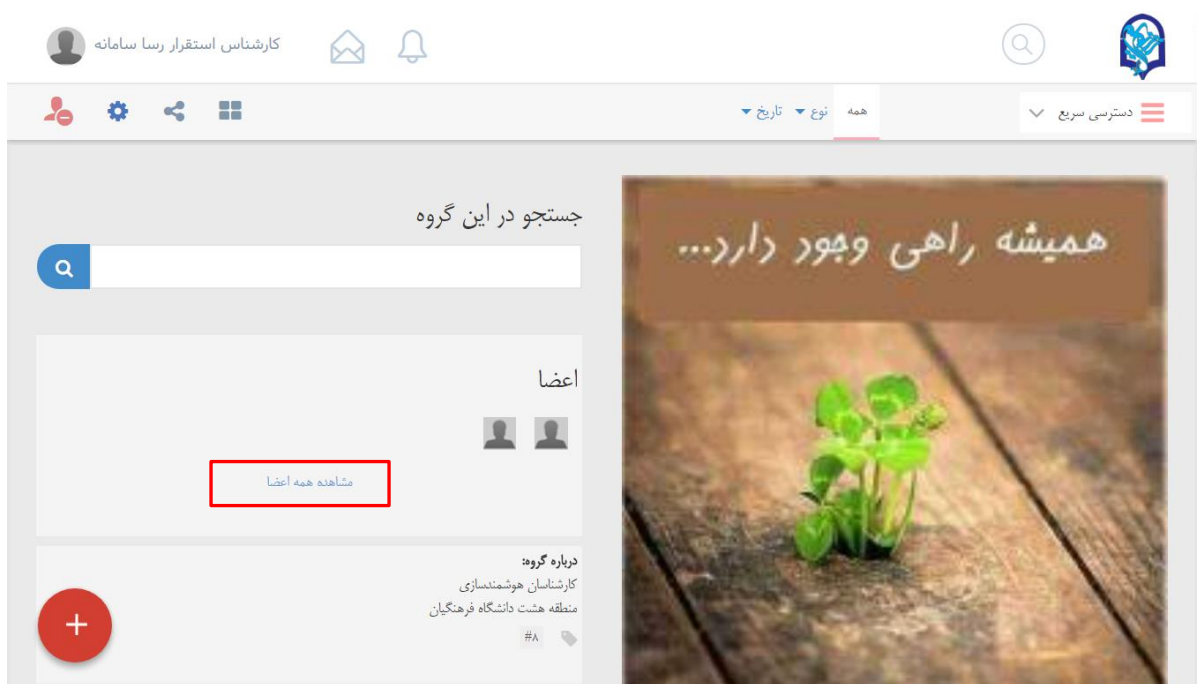 کارشناس استقرار رسا سامانه
دسترسی سریع
همه نوع تاریخ
همیشه راهی وجود دارد...
جستجو در این گروه
اعضا
مشاهده همه اعضا
درباره گروه:
کارشناسان هوشمندسازی
منطقه هشت دانشگاه فرهنگیان
#۸